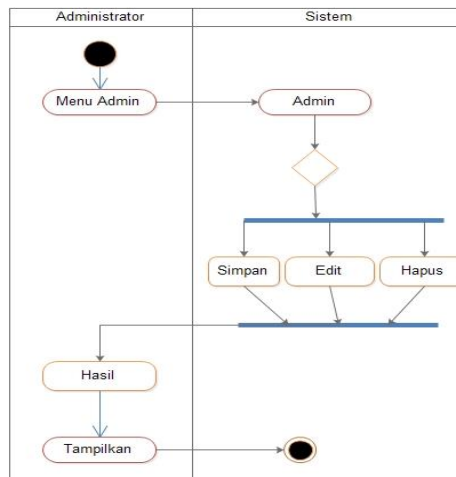 Administrator
Sistem
Menu Admin
Admin
Simpan
Edit
Hapus
Hasil
Tampilkan